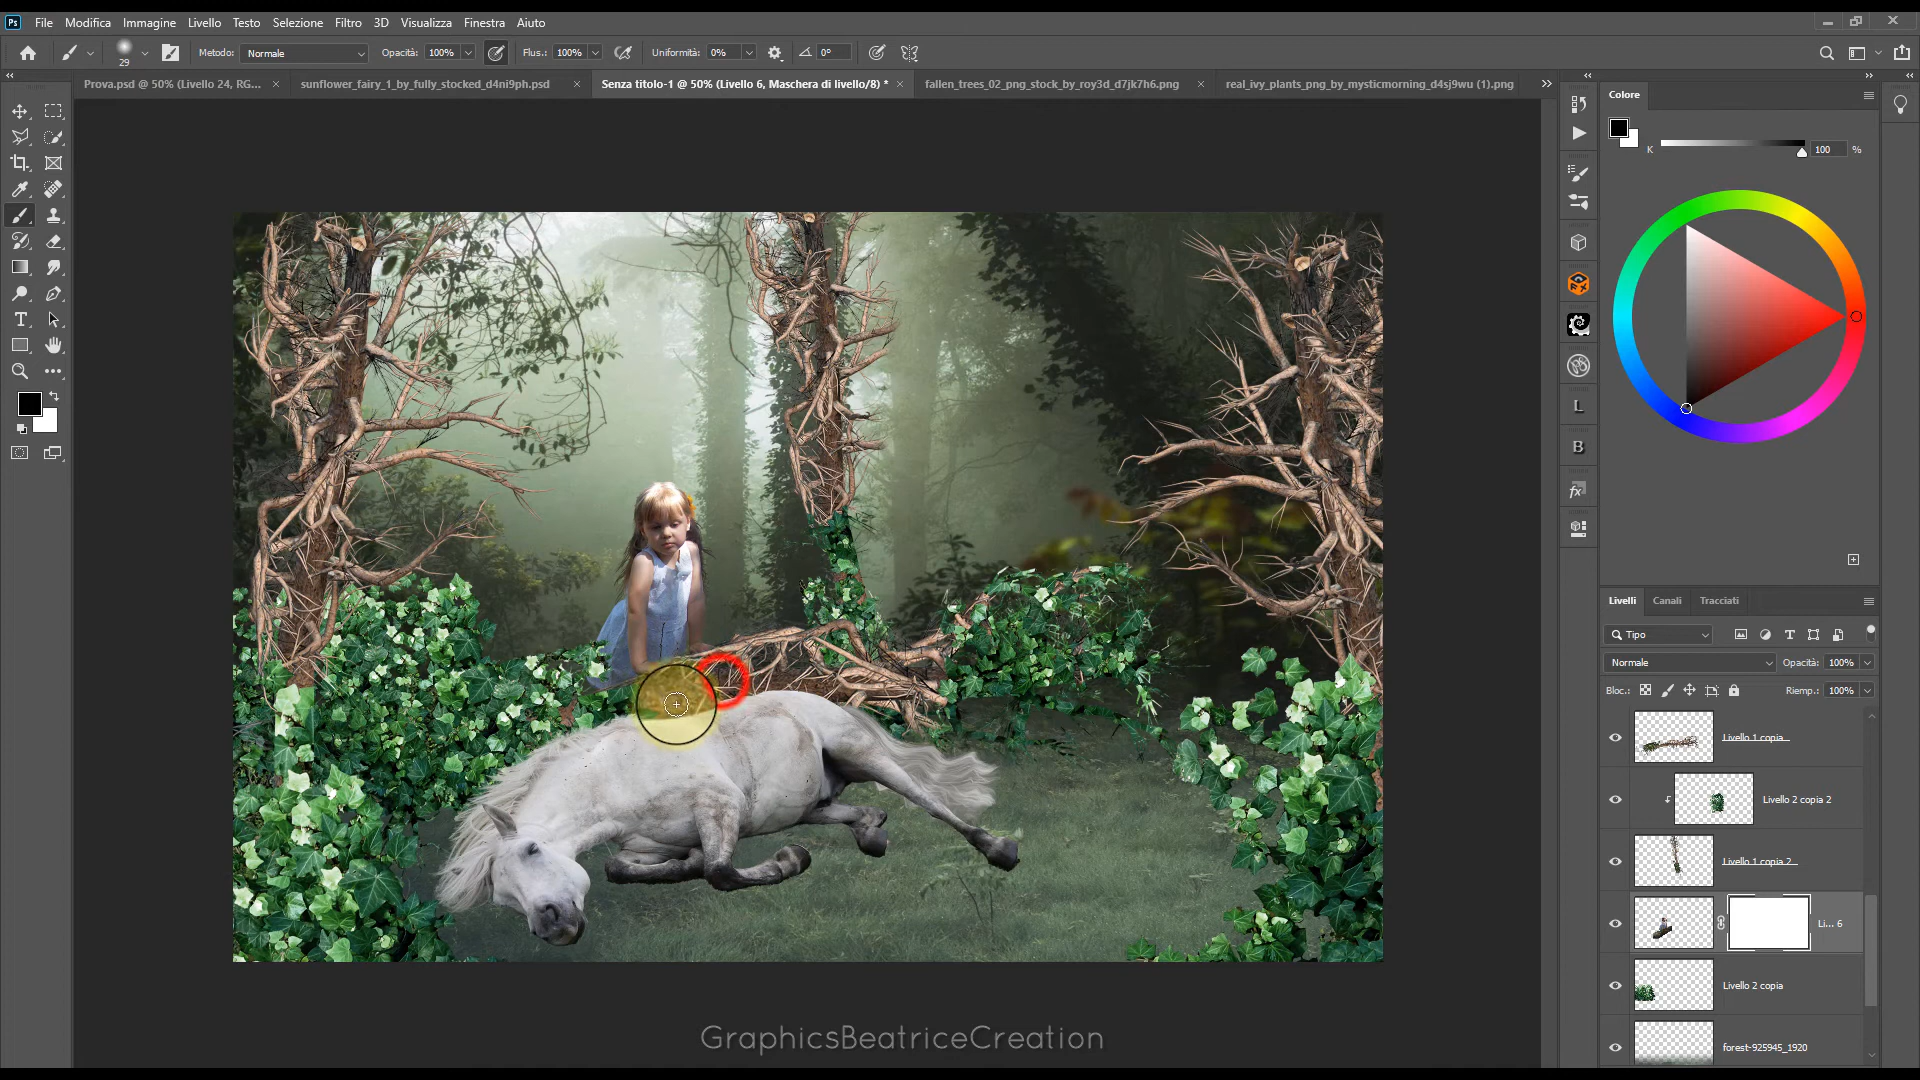 Ps File Modifica Immagine Livello Testo Selezione Filtro 3D Visualizza Finestra Aiuto
29 Metodo: Normale Opacità: 100% Flus.: 100% Uniformità: 0% 0°
Prova.psd @ 50% (Livello 24, RG... sunflower_fairy_1_by_fully_stocked_d4ni9ph.psd Senza titolo-1 @ 50% (Livello 6, Maschera di livello/8) * fallen_trees_02_png_stock_by_roy3d_d7jk7h6.png real_ivy_plants_png_by_mysticmorning_d4sj9wu (1).png
Colore
K 100 %
Livelli Canali Tracciati
Tipo
Normale Opacità: 100%
Bloc.: Riemp.: 100%
Livello 1 copia
Livello 2 copia 2
Livello 1 copia 2
Li... 6
Livello 2 copia
forest-925945_1920
GraphicsBeatriceCreation